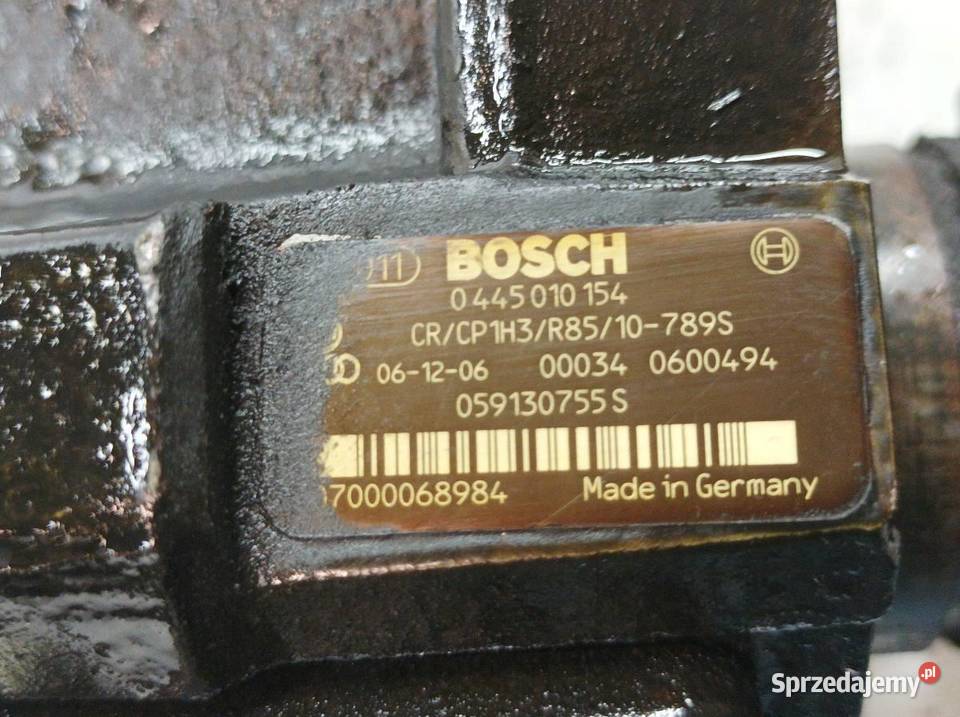 BOSCH
0 445 010 154
CR/CP1H3/R85/10-789S
06-12-06 00034 0600494
059130755 S
7000068984 Made in Germany
Sprzedajemy.pl